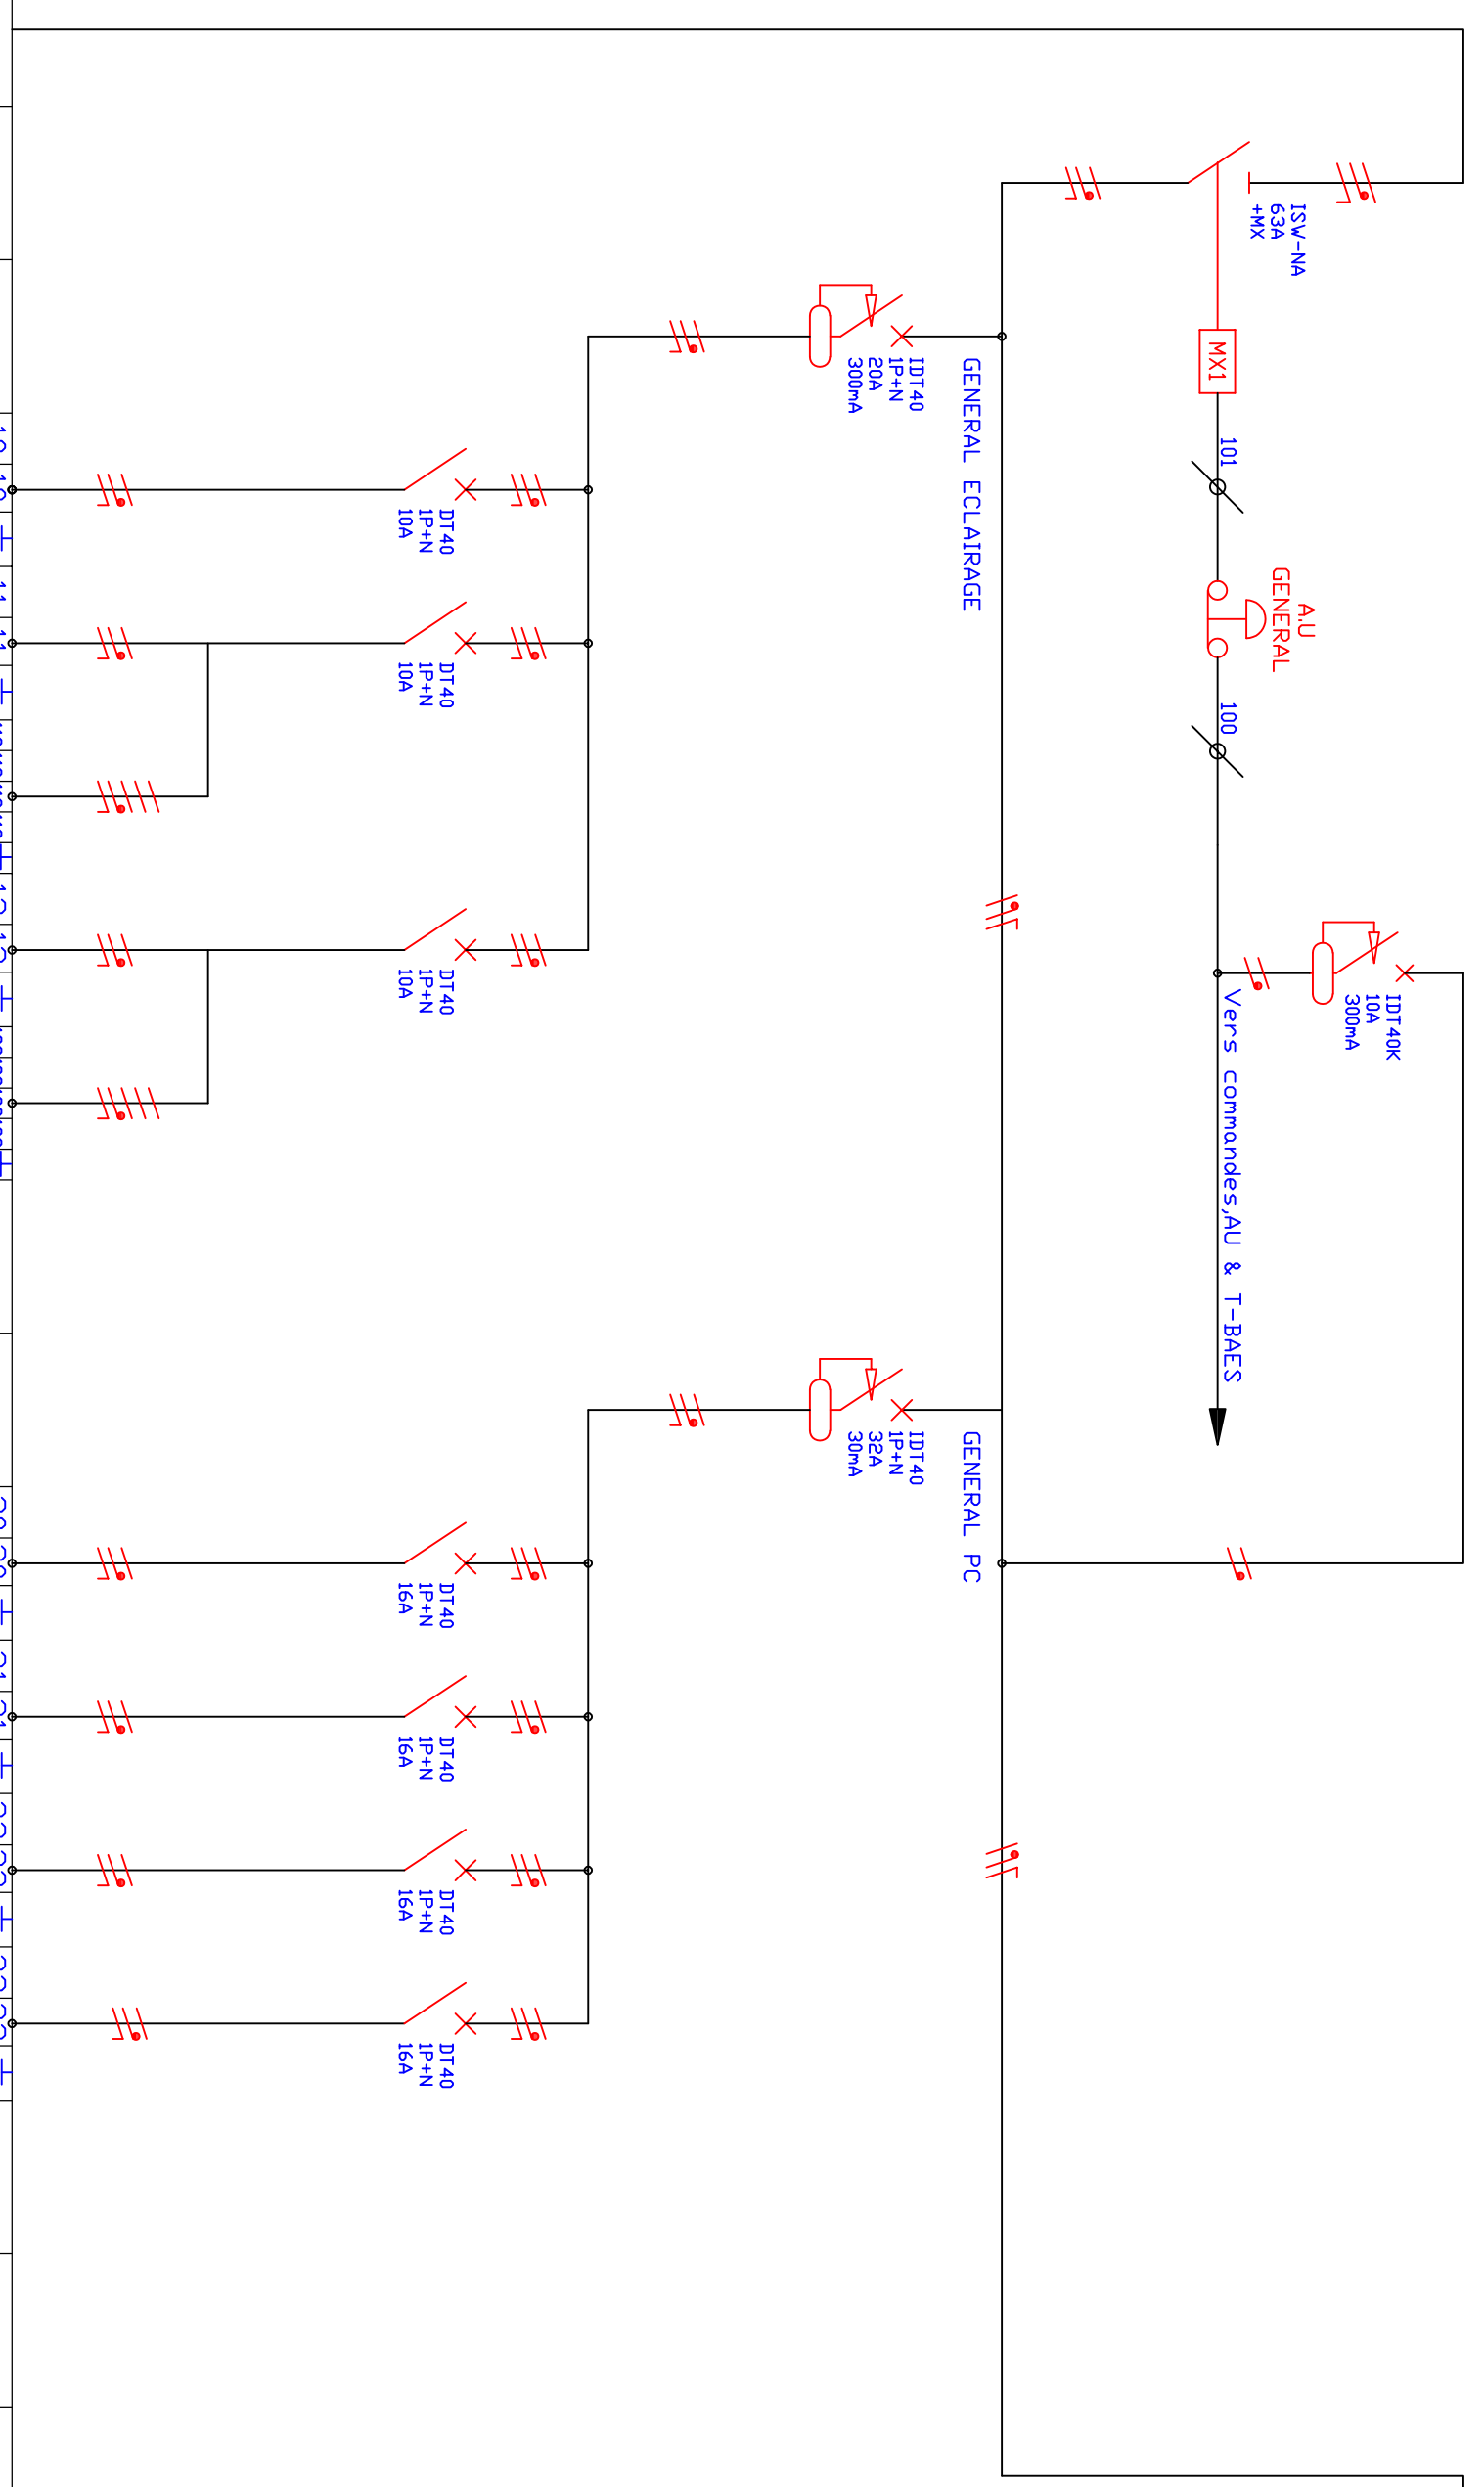 ISW-NA
63A
+MX
MX1
101
A.U
GENERAL
100
IDT40K
10A
300mA
Vers commandes,AU & T-BAES
GENERAL ECLAIRAGE
IDT40
1P+N
20A
300mA
GENERAL PC
IDT40
1P+N
32A
30mA
DT40
1P+N
10A
DT40
1P+N
10A
DT40
1P+N
10A
DT40
1P+N
16A
DT40
1P+N
16A
DT40
1P+N
16A
DT40
1P+N
16A